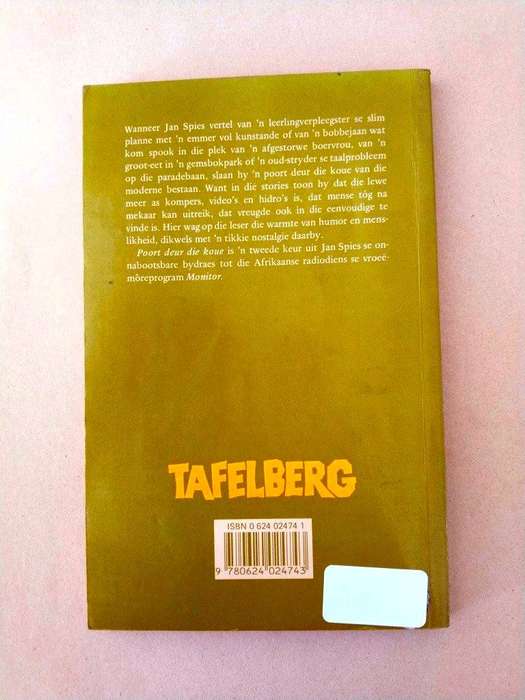 Wanneer Jan Spies vertel van 'n leerlingverpleegster se slim
planne met 'n emmer vol kunstande of van 'n bobbejaan wat
kom spook in die plek van 'n afgestorwe boervrou, van 'n
groot-eet in 'n gemsbokpark of 'n oud-stryder se taalprobleem
op die paradebaan, slaan hy 'n poort deur die koue van die
moderne bestaan. Want in die stories toon hy dat die lewe
meer as kompers, video's en hidro's is, dat mense tóg na
mekaar kan uitreik, dat vreugde ook in die eenvoudige te
vinde is. Hier wag op die leser die warmte van humor en mens-
likheid, dikwels met 'n tikkie nostalgie daarby.
Poort deur die koue is 'n tweede keur uit Jan Spies se on-
nabootsbare bydraes tot die Afrikaanse radiodiens se vroeë-
môreprogram Monitor.
TAFELBERG
ISBN 0 624 02474 1
9 780624 024743